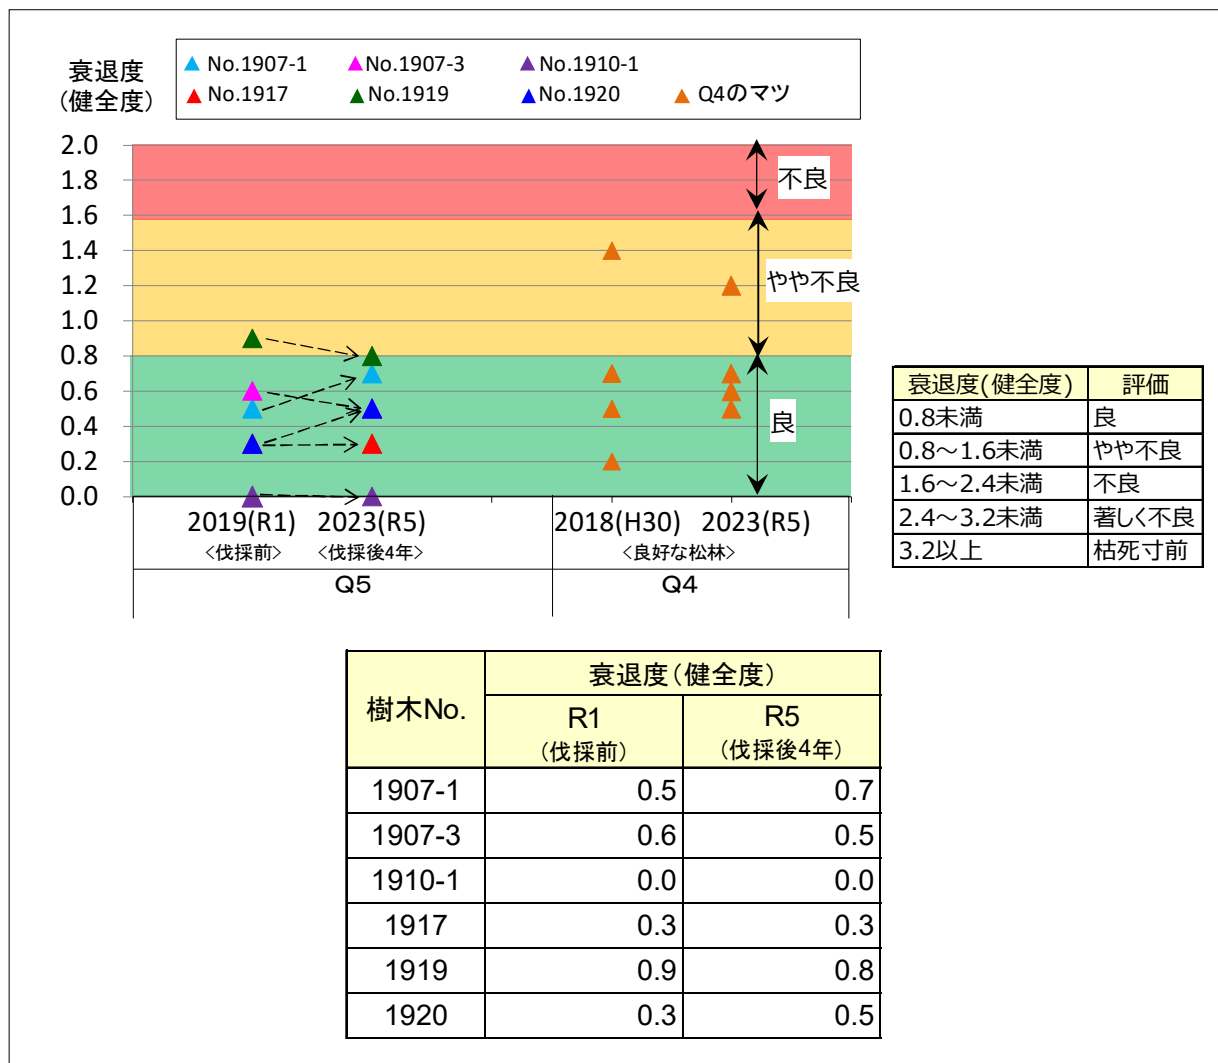 衰退度
(健全度)
No.1907-1 No.1907-3 No.1910-1
No.1917 No.1919 No.1920 Q4のマツ
2.0
1.8
1.6
1.4
1.2
1.0
0.8
0.6
0.4
0.2
0.0
不良
やや不良
良
2019(R1) 2023(R5) 2018(H30) 2023(R5)
<伐採前> <伐採後4年> <良好な松林>
Q5 Q4
衰退度(健全度) 評価
0.8未満 良
0.8～1.6未満 やや不良
1.6～2.4未満 不良
2.4～3.2未満 著しく不良
3.2以上 枯死寸前
樹木No. 衰退度(健全度)
R1 R5
(伐採前) (伐採後4年)
1907-1 0.5 0.7
1907-3 0.6 0.5
1910-1 0.0 0.0
1917 0.3 0.3
1919 0.9 0.8
1920 0.3 0.5